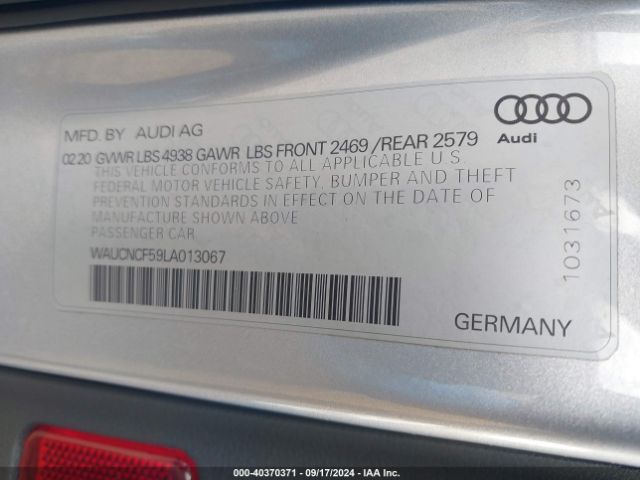 MFD. BY AUDI AG
Audi
02.20 GVWR LBS 4938 GAWR LBS FRONT 2469 /REAR 2579
THIS VEHICLE CONFORMS TO ALL APPLICABLE U.S.
FEDERAL MOTOR VEHICLE SAFETY, BUMPER AND THEFT
PREVENTION STANDARDS IN EFFECT ON THE DATE OF
MANUFACTURE SHOWN ABOVE
PASSENGER CAR.
WAUCNCF59LA013067
1031673
GERMANY
000-40370371 - 09/17/2024 - IAA